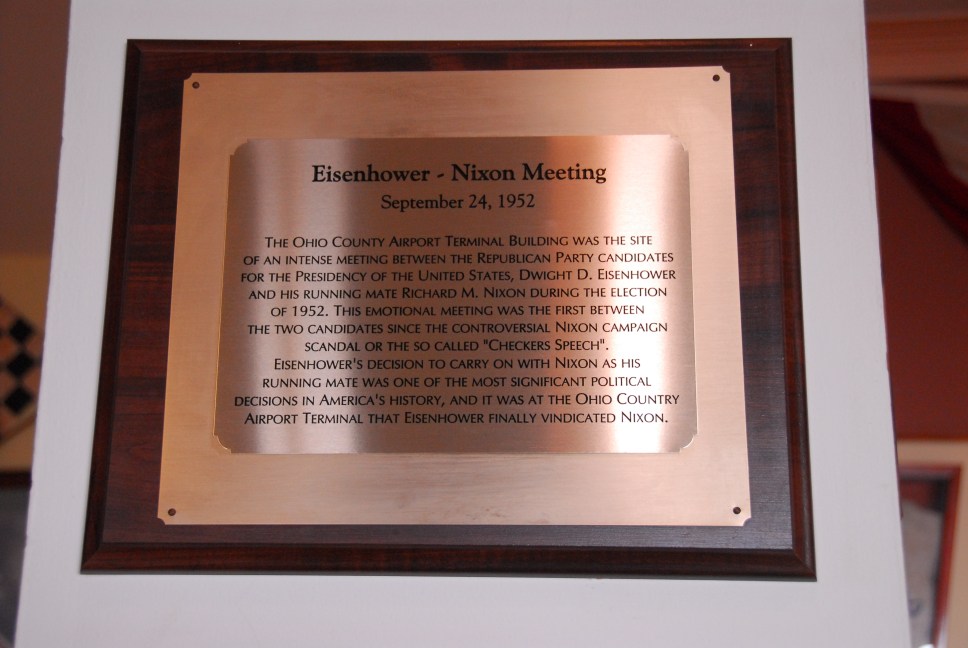 Eisenhower - Nixon Meeting
September 24, 1952
The Ohio County Airport Terminal Building was the site
of an intense meeting between the Republican Party candidates
for the Presidency of the United States, Dwight D. Eisenhower
and his running mate Richard M. Nixon during the election
of 1952. This emotional meeting was the first between
the two candidates since the controversial Nixon campaign
scandal or the so called "Checkers Speech".
Eisenhower's decision to carry on with Nixon as his
running mate was one of the most significant political
decisions in America's history, and it was at the Ohio Country
Airport Terminal that Eisenhower finally vindicated Nixon.